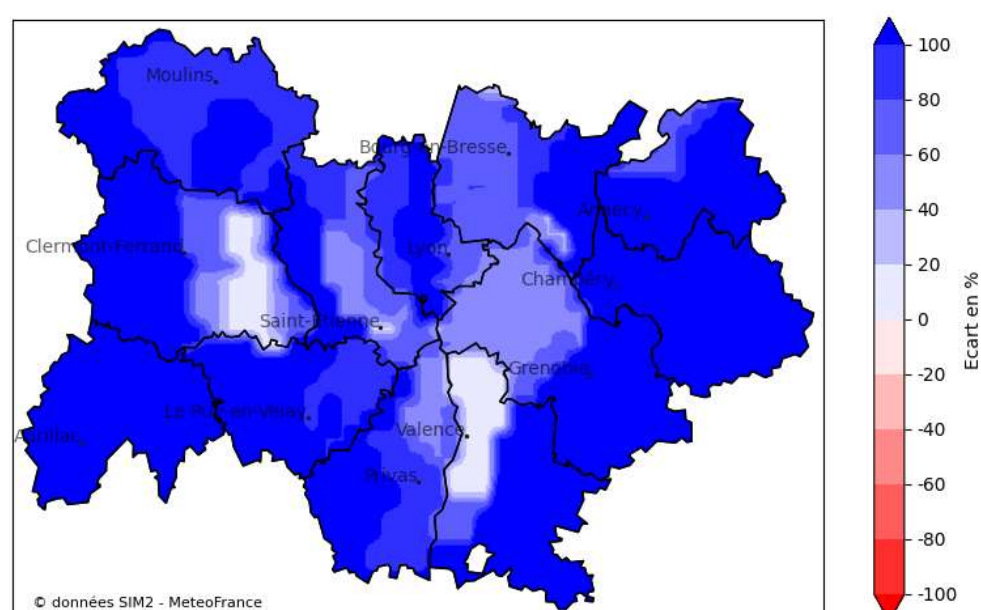 Moulins
Bourg-en-Bresse
Annecy
Clermont-Ferrand
Lyon
Chambéry
Saint-Etienne
Grenoble
Le Puy-en-Velay
Aurillac
Valence
Privas
© données SIM2 - MeteoFrance
100
80
60
40
20
0
-20
-40
-60
-80
-100
Ecart en %